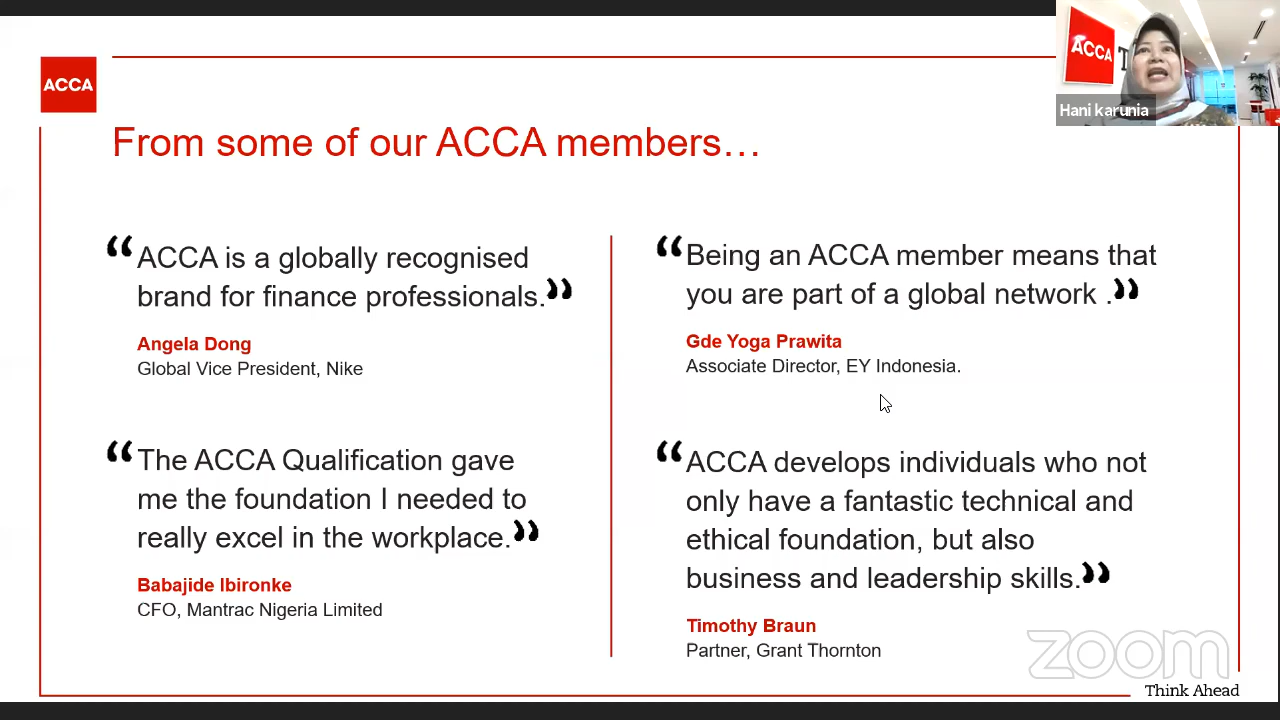 ACCA
From some of our ACCA members…
“ACCA is a globally recognised
brand for finance professionals.”
Angela Dong
Global Vice President, Nike
“The ACCA Qualification gave
me the foundation I needed to
really excel in the workplace.”
Babajide Ibironke
CFO, Mantrac Nigeria Limited
“Being an ACCA member means that
you are part of a global network .”
Gde Yoga Prawita
Associate Director, EY Indonesia.
“ACCA develops individuals who not
only have a fantastic technical and
ethical foundation, but also
business and leadership skills.”
Timothy Braun
Partner, Grant Thornton
ACCA
Hani karunia
zoom
Think Ahead